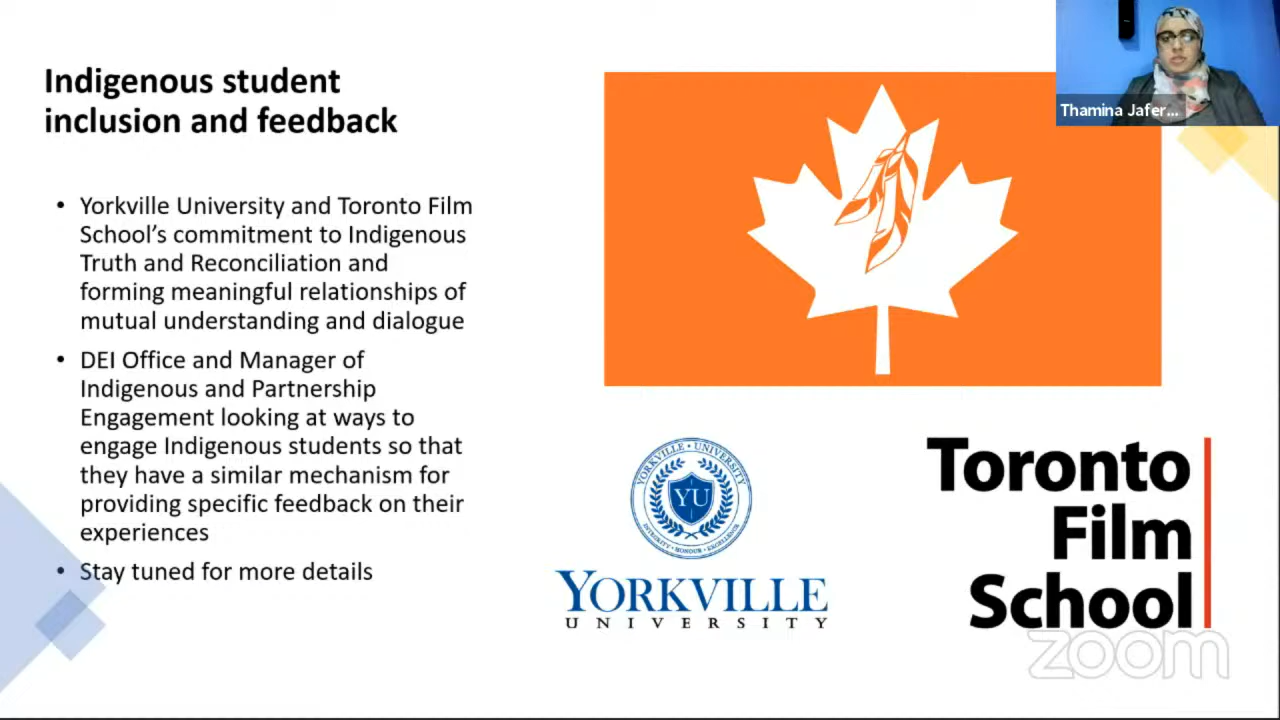 Indigenous student
inclusion and feedback
• Yorkville University and Toronto Film
School's commitment to Indigenous
Truth and Reconciliation and
forming meaningful relationships of
mutual understanding and dialogue
• DEI Office and Manager of
Indigenous and Partnership
Engagement looking at ways to
engage Indigenous students so that
they have a similar mechanism for
providing specific feedback on their
experiences
• Stay tuned for more details
Thamina Jafer...
YORKVILLE • UNIVERSITY
YU
INTEGRITY • HONOUR • EXCELLENCE
YORKVILLE
UNIVERSITY
Toronto
Film
School
zoom